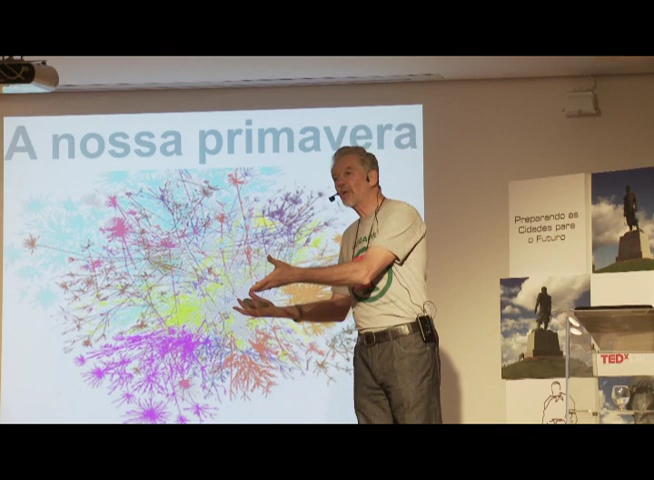 A nossa primavera
Preparando as
Cidades para
o Futuro
TEDx